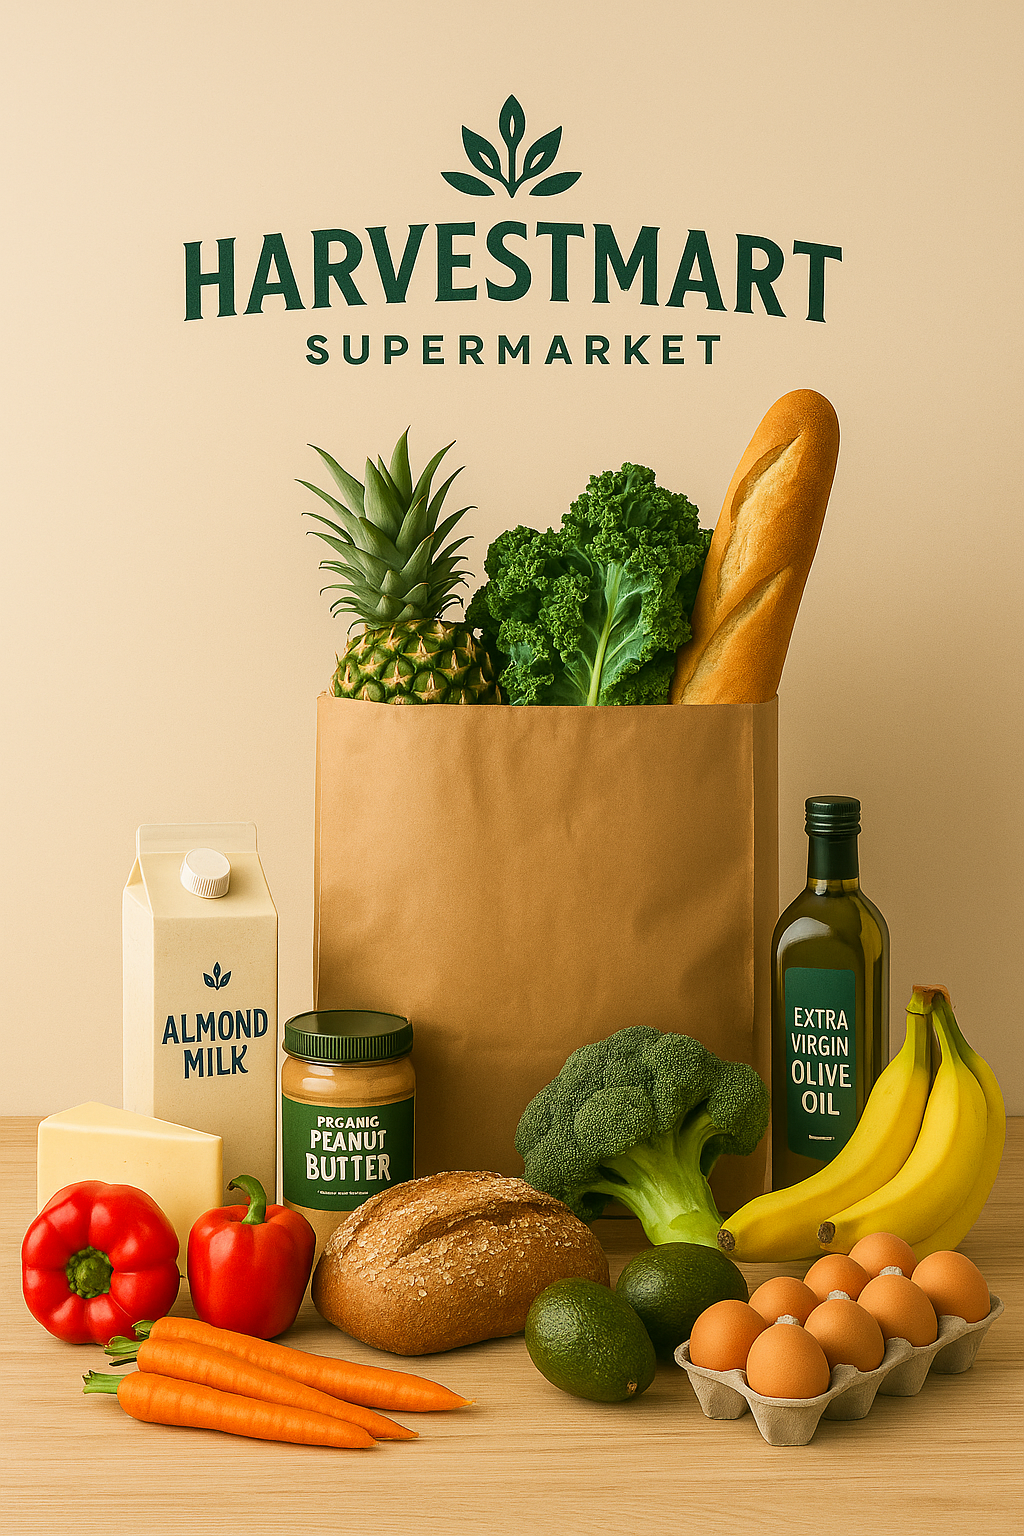 HARVESTMART
SUPERMARKET
ALMOND
MILK
PRGANIC
PEANUT
BUTTER
EXTRA
VIRGIN
OLIVE
OIL